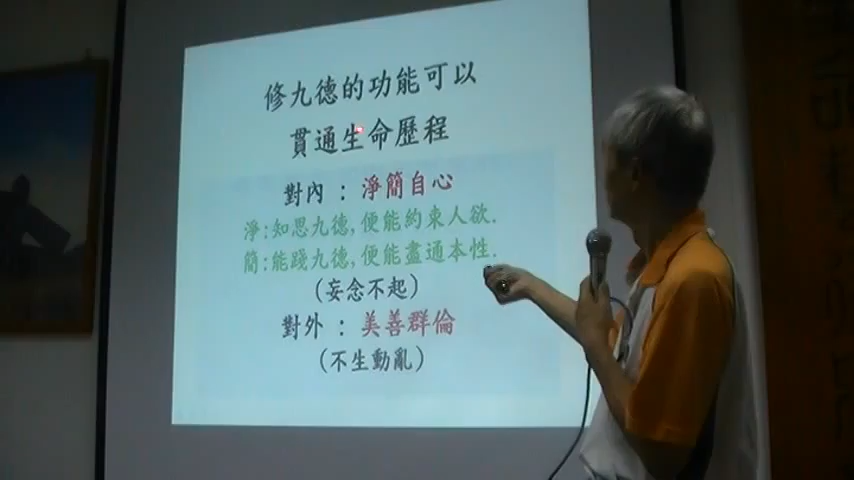 修九德的功能可以
貫通生命歷程
對內 : 淨簡自心
淨:知思九德,便能約束人欲.
簡:能踐九德,便能盡通本性.
(妄念不起)
對外 : 美善群倫
(不生動亂)